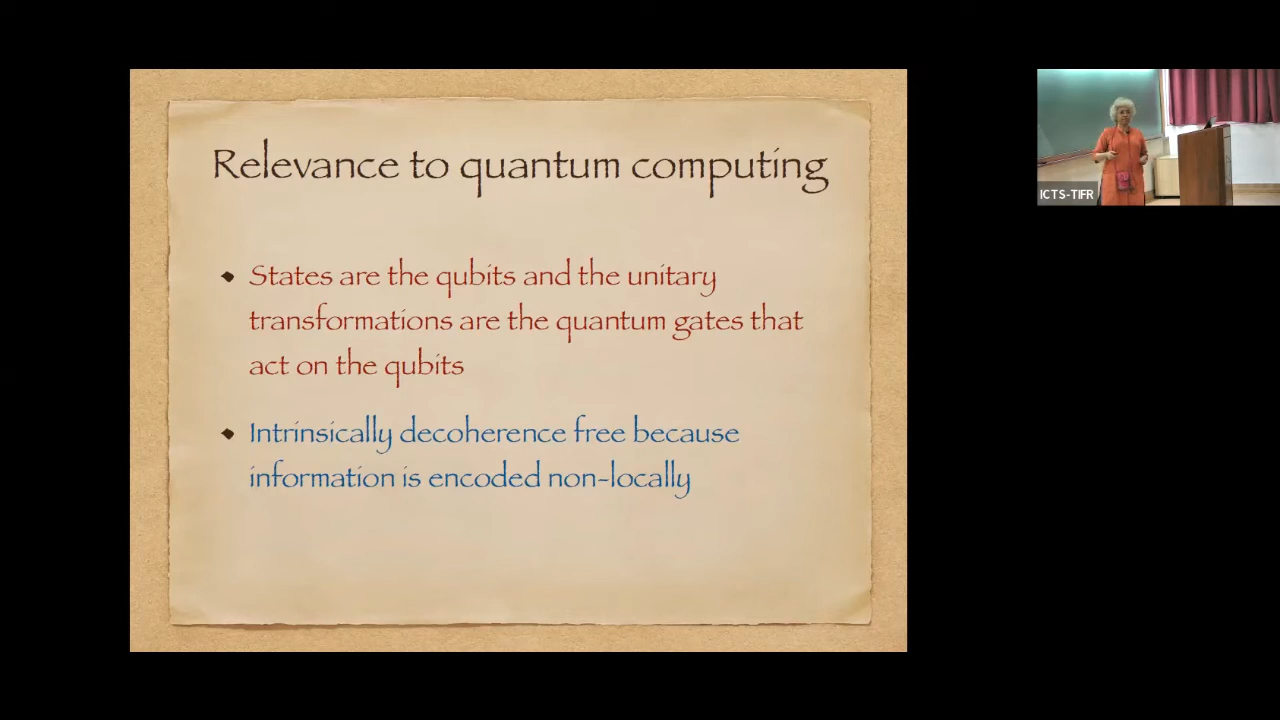 Relevance to quantum computing
States are the qubits and the unitary
transformations are the quantum gates that
act on the qubits
Intrinsically decoherence free because
information is encoded non-locally
ICTS-TIFR